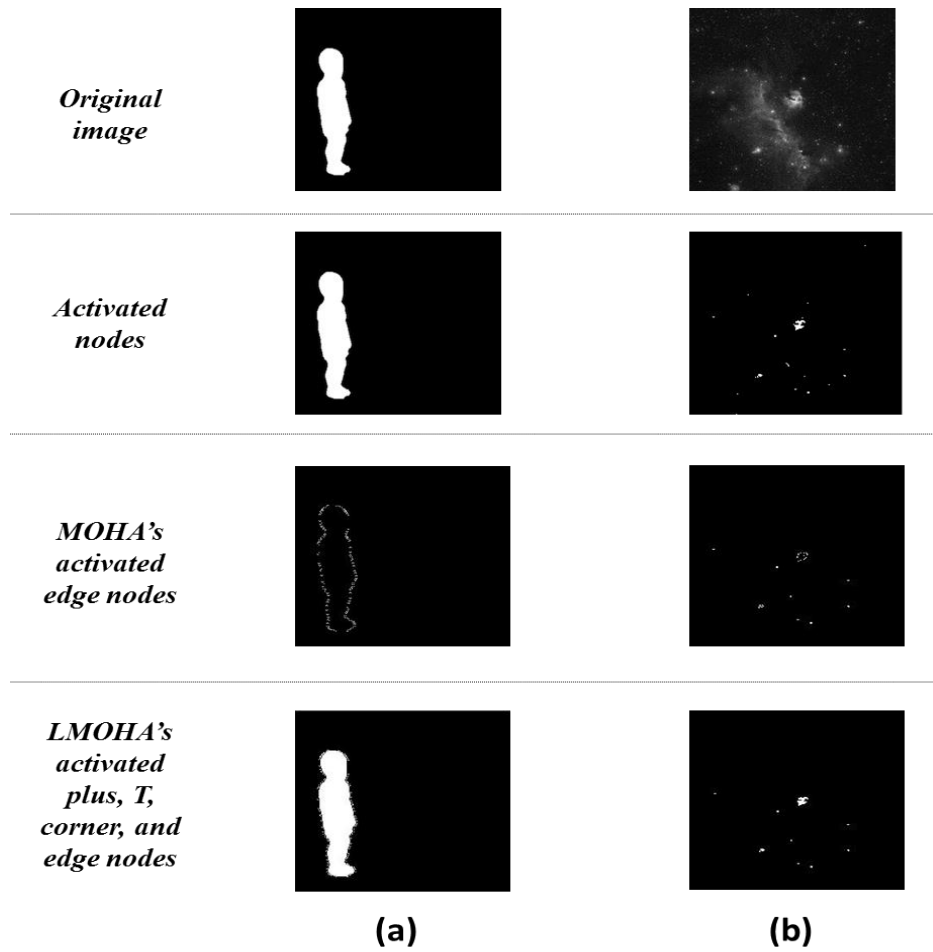 Original
image
Activated
nodes
MOHA's
activated
edge nodes
LMOHA's
activated
plus, T,
corner, and
edge nodes
(a) (b)